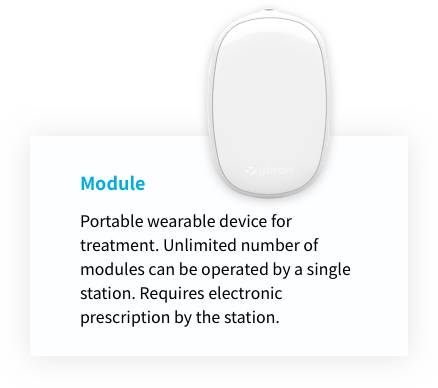 Module
Portable wearable device for
treatment. Unlimited number of
modules can be operated by a single
station. Requires electronic
prescription by the station.